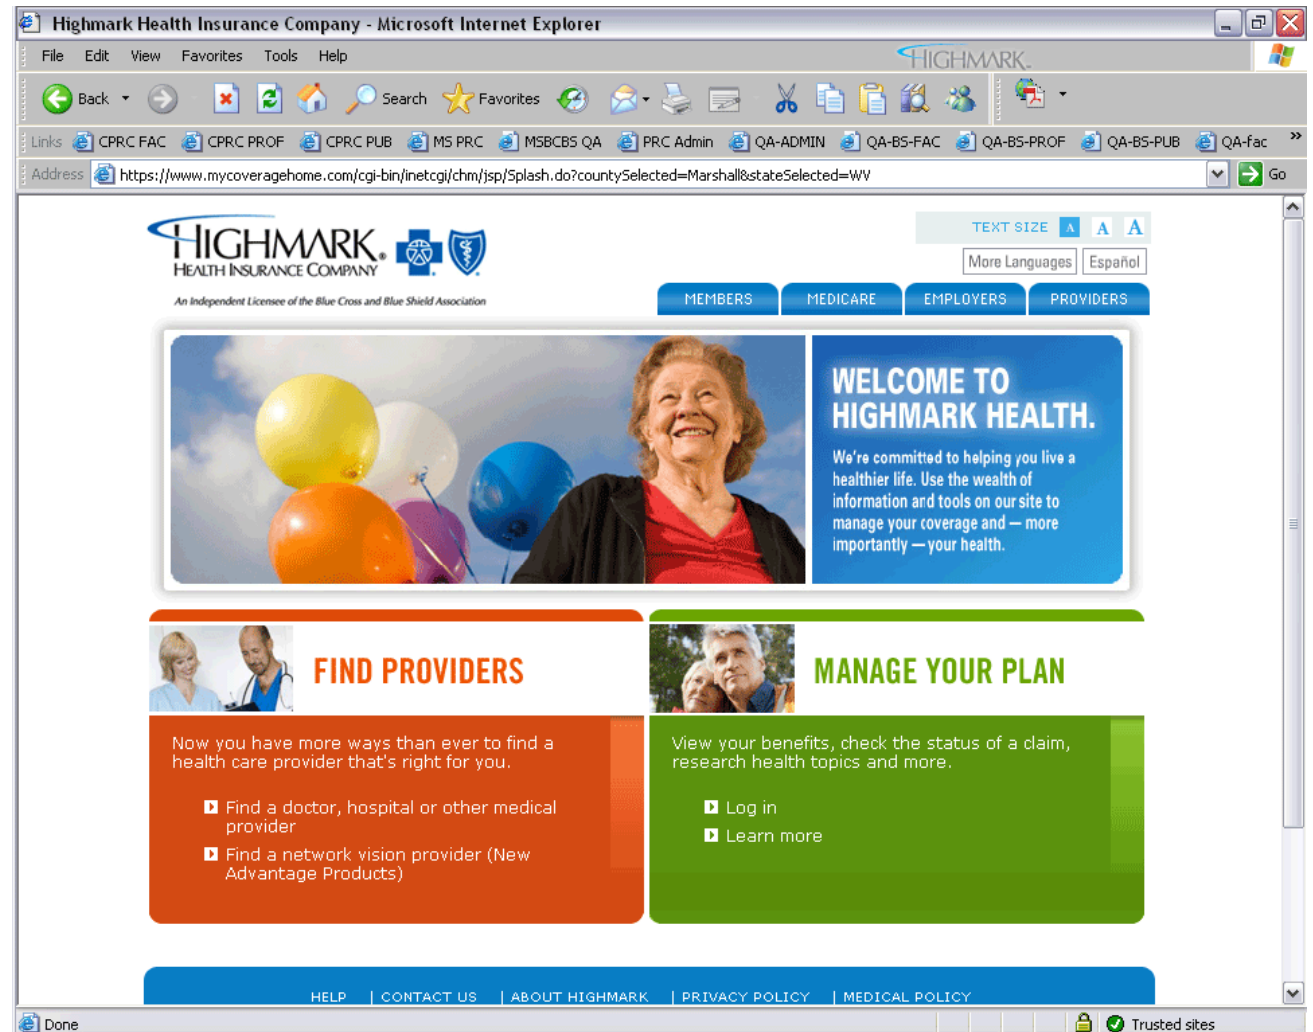 Highmark Health Insurance Company - Microsoft Internet Explorer
File Edit View Favorites Tools Help
HIGHMARK.
Back Search Favorites
Links CPRC FAC CPRC PROF CPRC PUB MS PRC MSBCBS QA PRC Admin QA-ADMIN QA-BS-FAC QA-BS-PROF QA-BS-PUB QA-fac »
Address https://www.mycoveragehome.com/cgi-bin/inetcgi/chm/jsp/Splash.do?countySelected=Marshall&stateSelected=WV Go
TEXT SIZE A A A
HIGHMARK®
HEALTH INSURANCE COMPANY
More Languages Español
An Independent Licensee of the Blue Cross and Blue Shield Association
MEMBERS MEDICARE EMPLOYERS PROVIDERS
WELCOME TO
HIGHMARK HEALTH.
We're committed to helping you live a
healthier life. Use the wealth of
information and tools on our site to
manage your coverage and — more
importantly — your health.
FIND PROVIDERS
Now you have more ways than ever to find a
health care provider that's right for you.
Find a doctor, hospital or other medical
provider
Find a network vision provider (New
Advantage Products)
MANAGE YOUR PLAN
View your benefits, check the status of a claim,
research health topics and more.
Log in
Learn more
HELP | CONTACT US | ABOUT HIGHMARK | PRIVACY POLICY | MEDICAL POLICY
Done Trusted sites